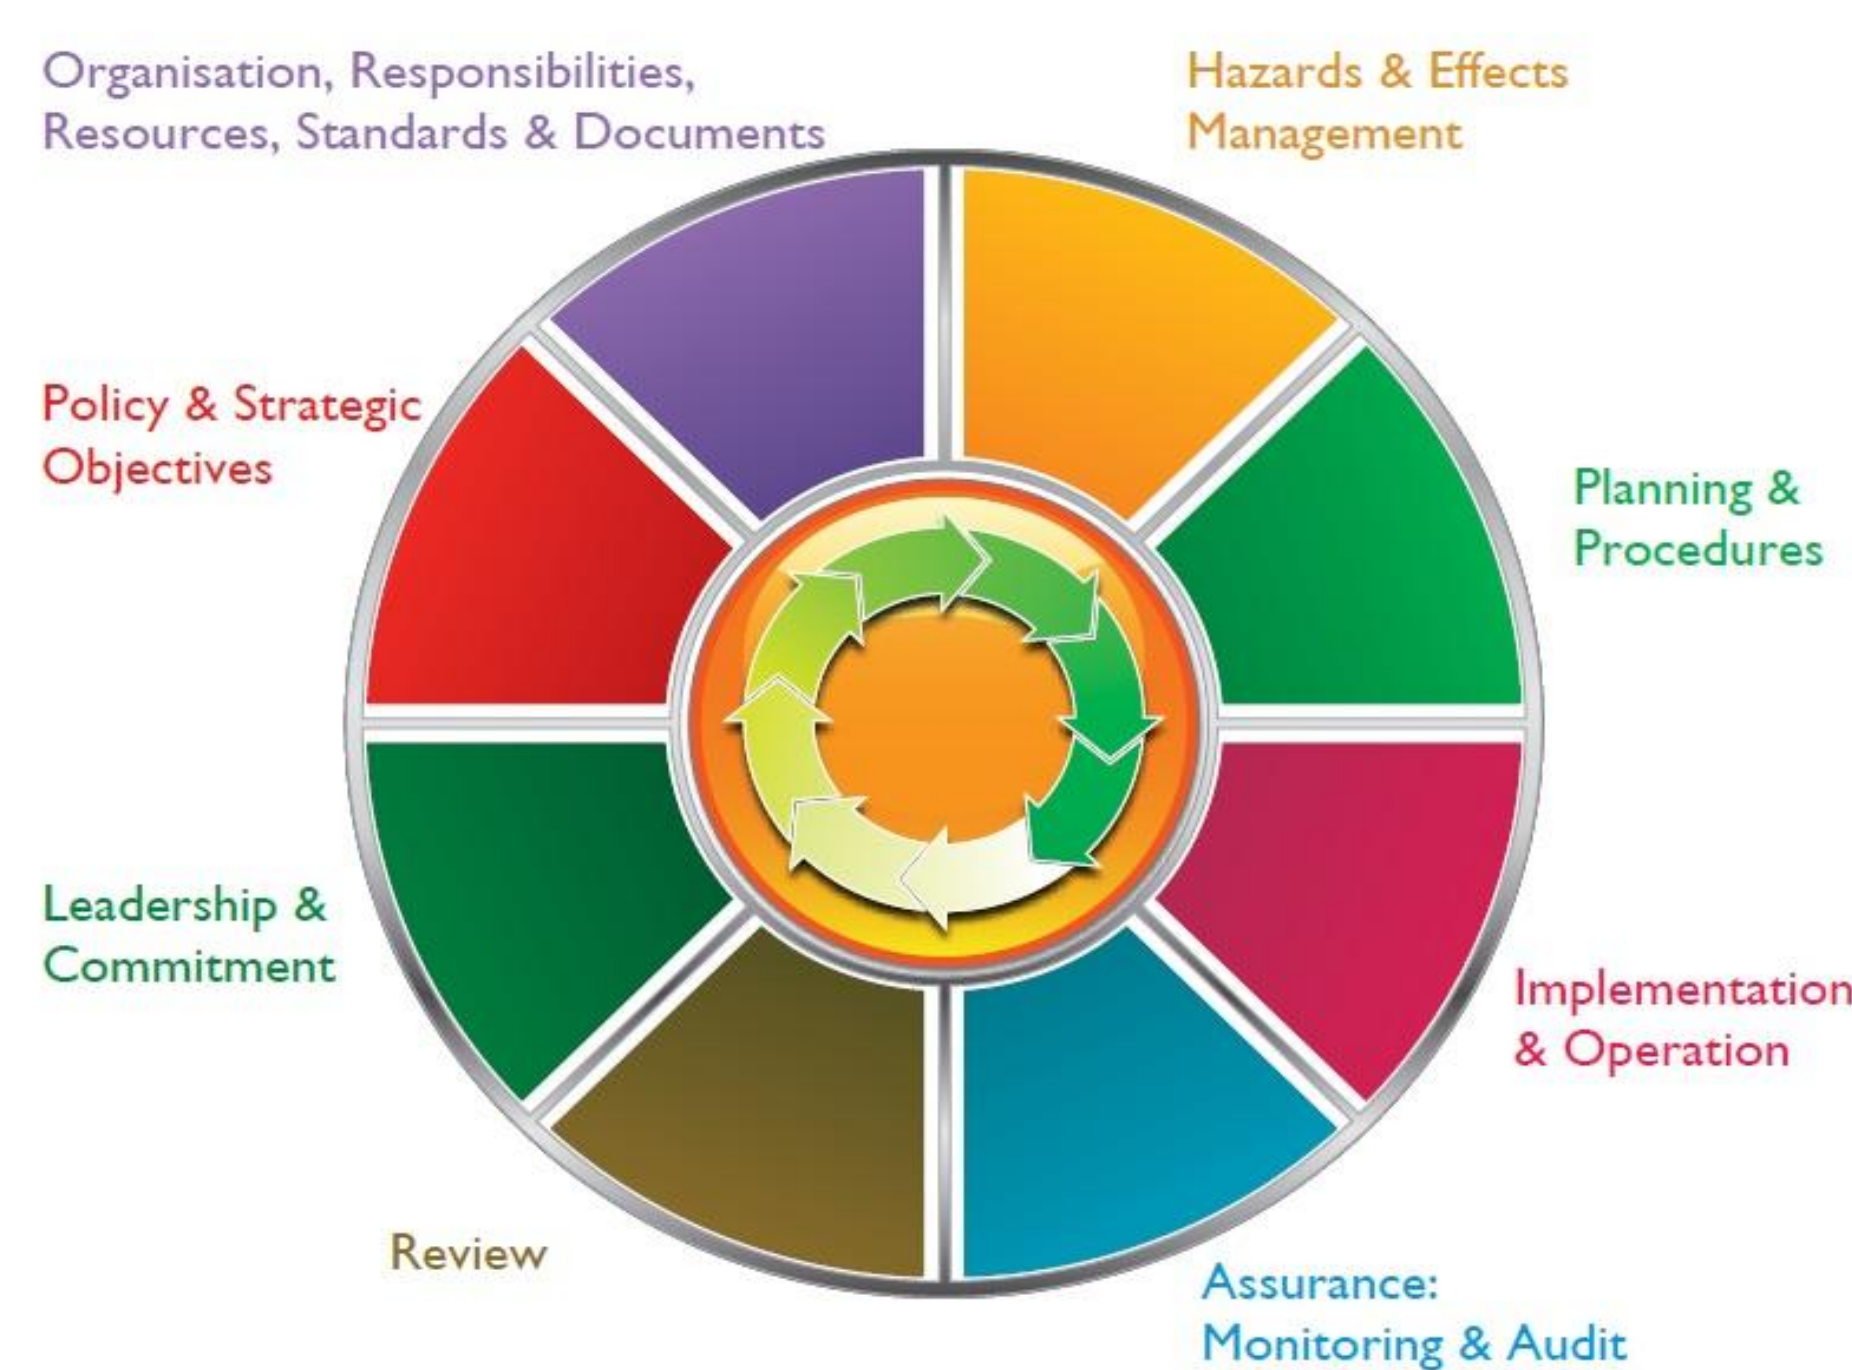 Organisation, Responsibilities,
Resources, Standards & Documents
Hazards & Effects
Management
Policy & Strategic
Objectives
Planning &
Procedures
Leadership &
Commitment
Implementation
& Operation
Review
Assurance:
Monitoring & Audit